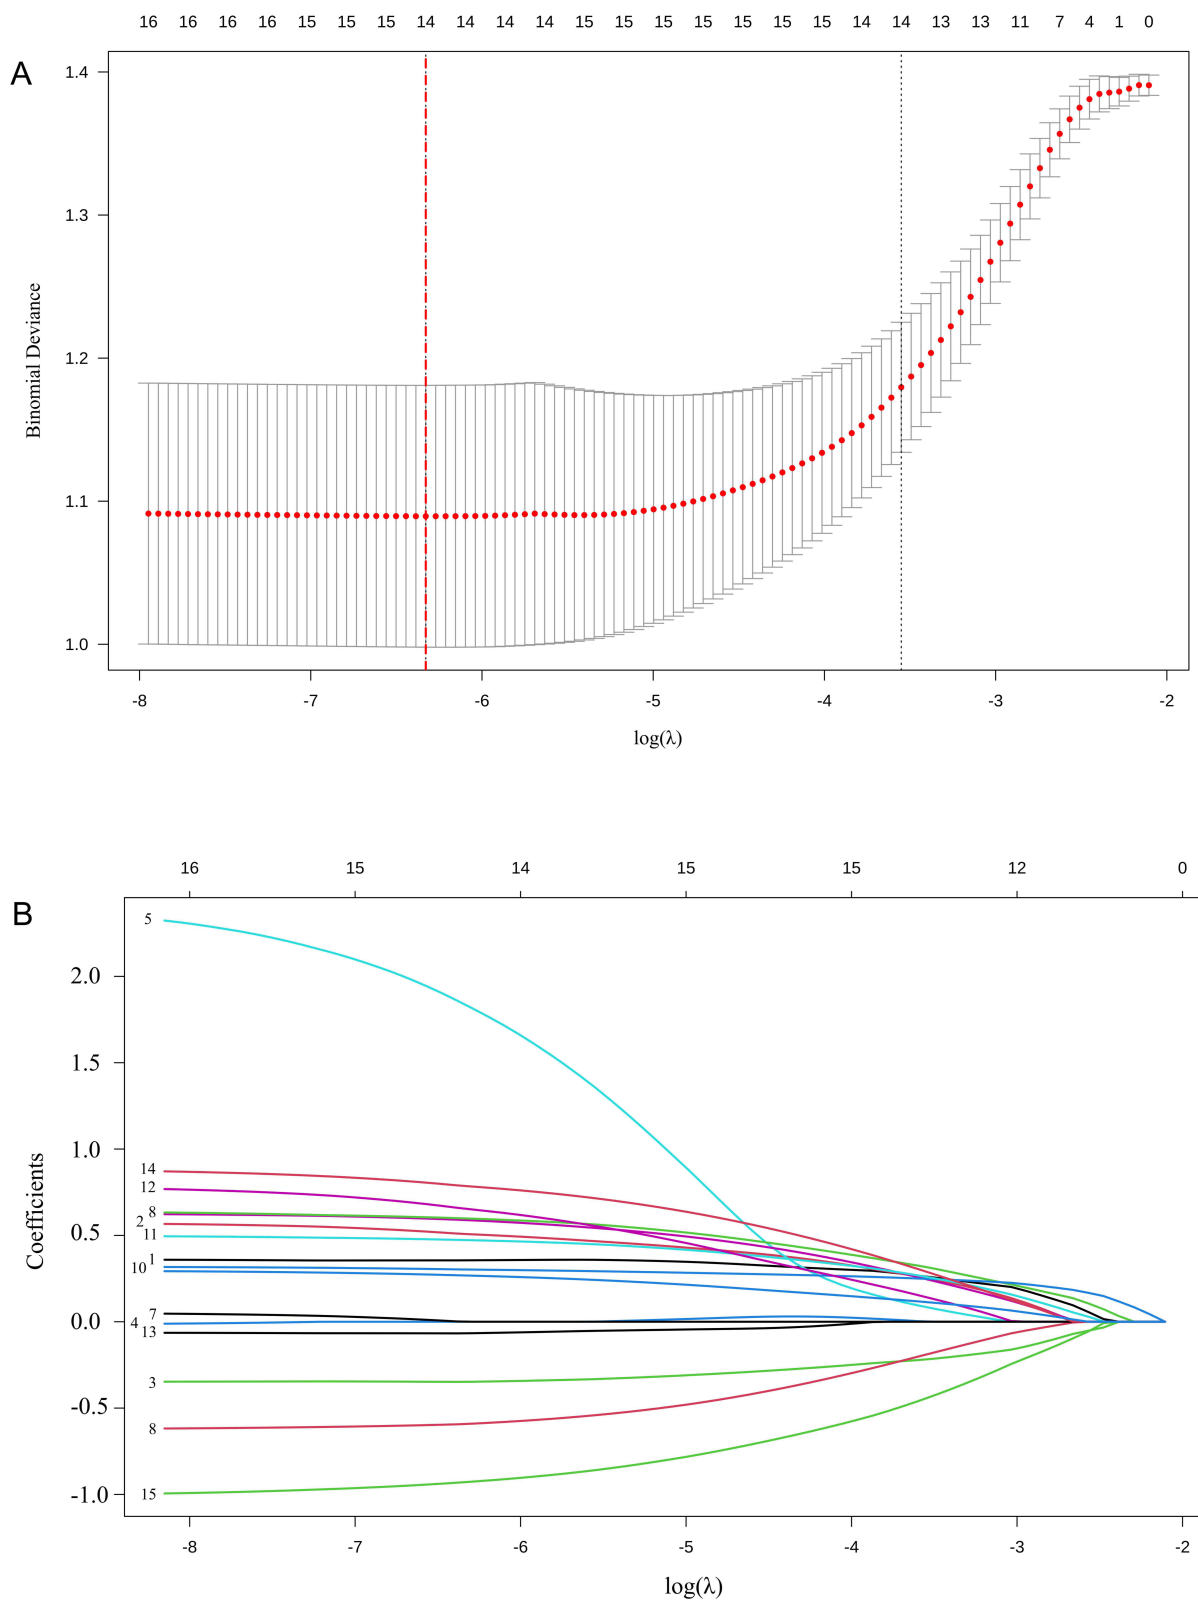 16 16 16 16 15 15 15 14 14 14 14 15 15 15 15 15 15 15 14 14 13 13 11 7 4 1 0
A
1.4
1.3
1.2
1.1
1.0
Binomial Deviance
-8 -7 -6 -5 -4 -3 -2
log(λ)
16 15 14 15 15 12 0
B
2.0
1.5
1.0
0.5
0.0
-0.5
-1.0
Coefficients
5
14
12
8
2
11
1
10
7
4
13
3
8
15
-8 -7 -6 -5 -4 -3 -2
log(λ)